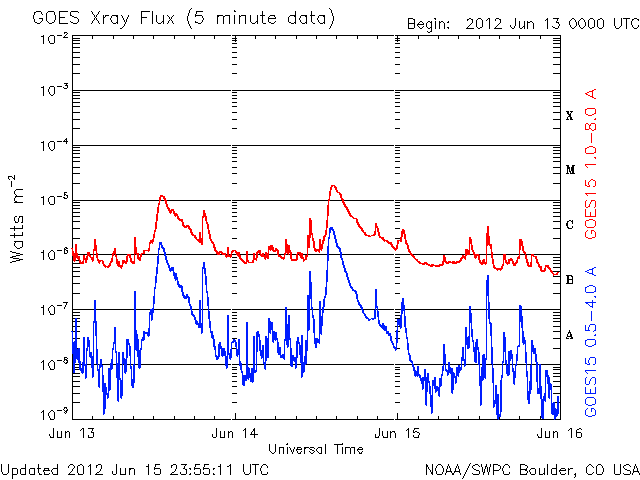 GOES Xray Flux (5 minute data)
Begin: 2012 Jun 13 0000 UTC
10⁻²
10⁻³
10⁻⁴
10⁻⁵
10⁻⁶
10⁻⁷
10⁻⁸
10⁻⁹
Watts m⁻²
X
M
C
B
A
GOES15 1.0-8.0 A
GOES15 0.5-4.0 A
Jun 13
Jun 14
Jun 15
Jun 16
Universal Time
Updated 2012 Jun 15 23:55:11 UTC
NOAA/SWPC Boulder, CO USA